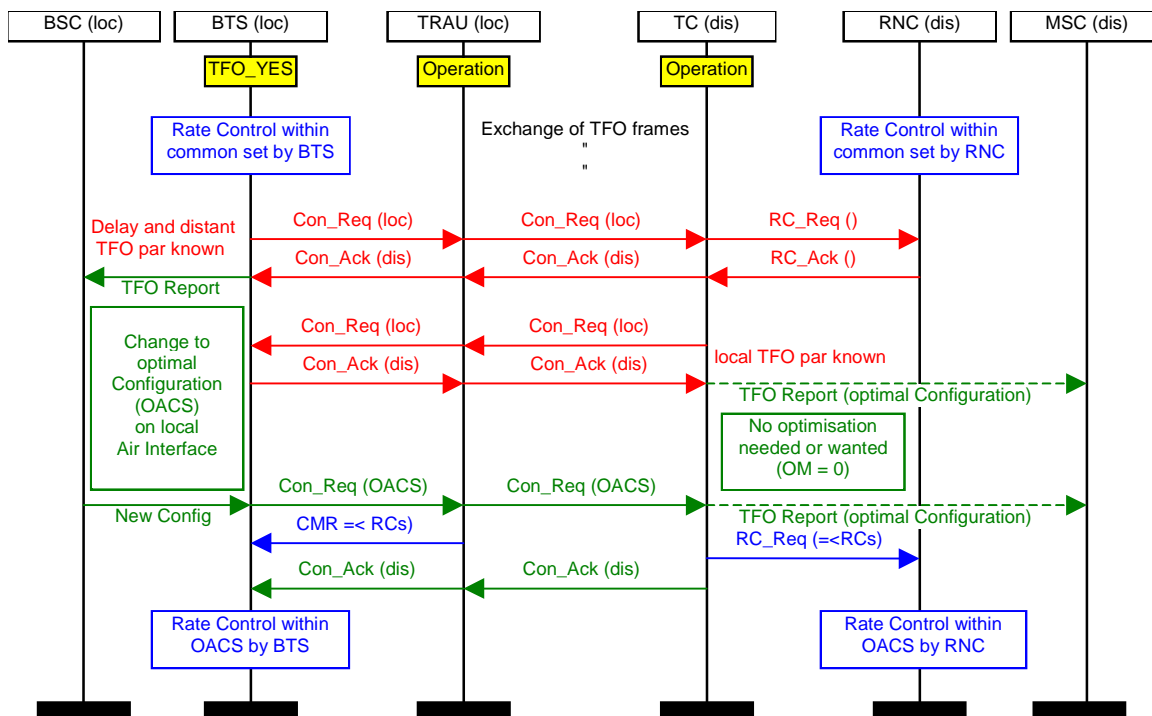 BSC (loc)
BTS (loc)
TRAU (loc)
TC (dis)
RNC (dis)
MSC (dis)
TFO_YES
Operation
Operation
Rate Control within
common set by BTS
Exchange of TFO frames
"
"
Rate Control within
common set by RNC
Delay and distant
TFO par known
Con_Req (loc)
Con_Req (loc)
RC_Req ()
Con_Ack (dis)
Con_Ack (dis)
RC_Ack ()
TFO Report
Con_Req (loc)
Con_Req (loc)
Change to
optimal
Configuration
(OACS)
on local
Air Interface
Con_Ack (dis)
Con_Ack (dis)
local TFO par known
TFO Report (optimal Configuration)
No optimisation
needed or wanted
(OM = 0)
Con_Req (OACS)
Con_Req (OACS)
New Config
TFO Report (optimal Configuration)
CMR =< RCs)
RC_Req (=<RCs)
Con_Ack (dis)
Con_Ack (dis)
Rate Control within
OACS by BTS
Rate Control within
OACS by RNC